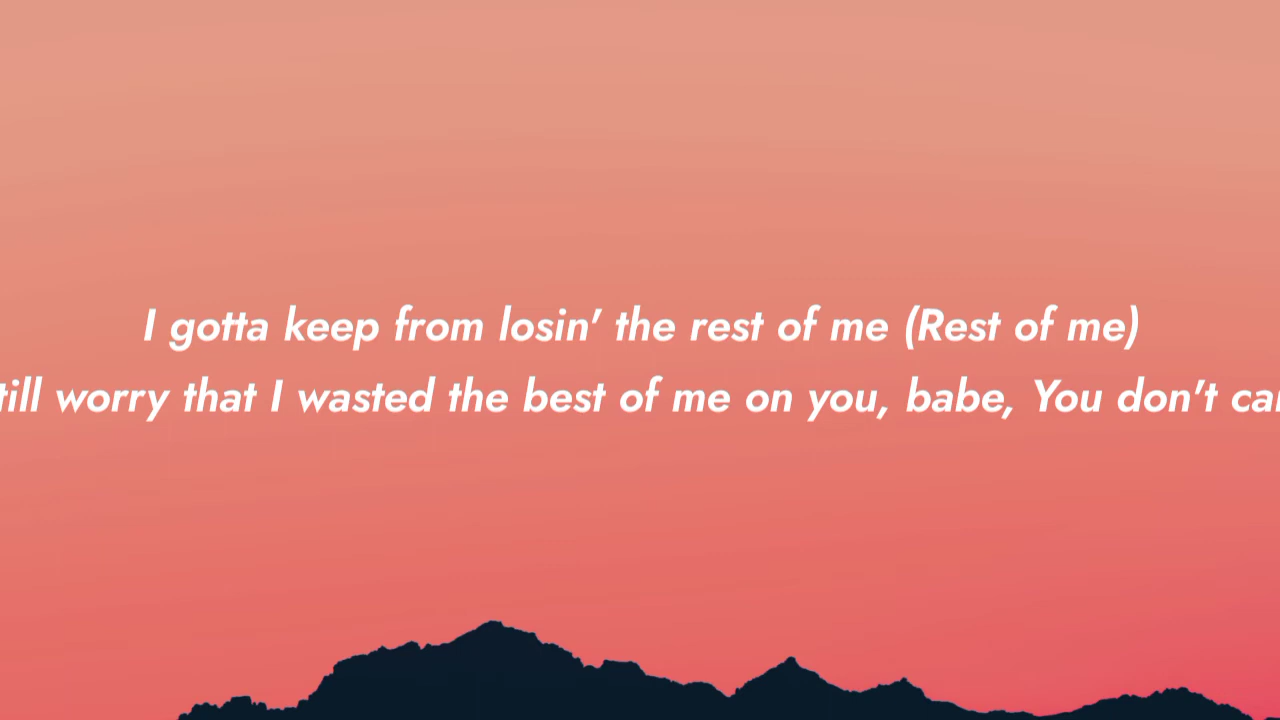 I gotta keep from losin' the rest of me (Rest of me)
till worry that I wasted the best of me on you, babe, You don't car